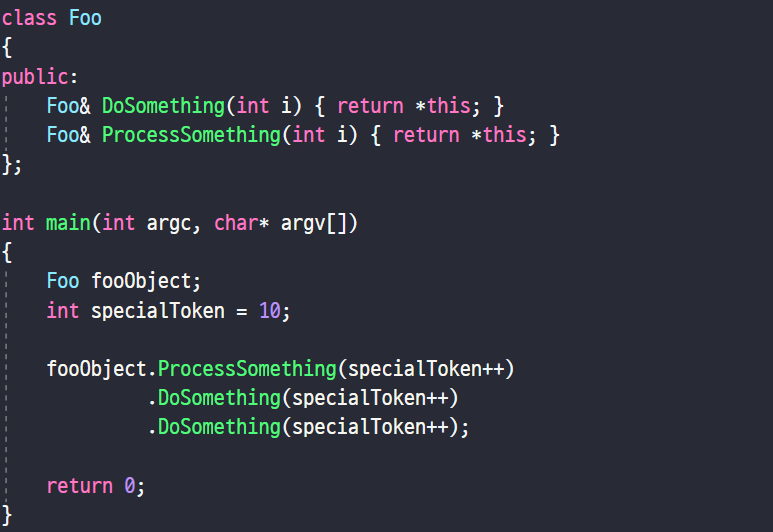 class Foo
{
public:
    Foo& DoSomething(int i) { return *this; }
    Foo& ProcessSomething(int i) { return *this; }
};

int main(int argc, char* argv[])
{
    Foo fooObject;
    int specialToken = 10;

    fooObject.ProcessSomething(specialToken++)
             .DoSomething(specialToken++)
             .DoSomething(specialToken++);

    return 0;
}